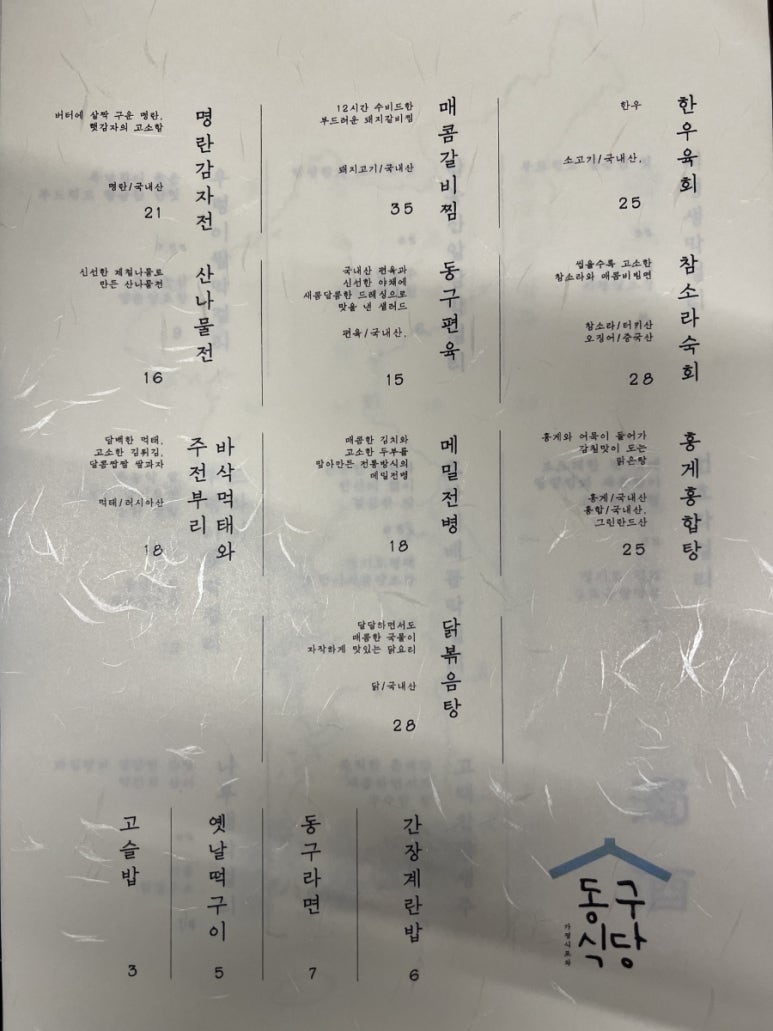 한우육회
한우
소고기/국내산.
25
참소라숙회
씹을수록 고소한
참소라와 매콤비빔면
참소라/터키산
오징어/중국산
28
홍게홍합탕
홍게와 어묵이 들어가
감칠맛이 도는
맑은탕
홍게/국내산
홍합/국내산,
그린란드산
25
매콤갈비찜
12시간 수비드한
부드러운 돼지갈비찜
돼지고기/국내산
35
동구편육
국내산 편육과
신선한 야채에
새콤달콤한 드레싱으로
맛을 낸 샐러드
편육/국내산.
15
메밀전병
매콤한 김치와
고소한 두부를
말아만든 전통방식의
메밀전병
18
닭볶음탕
달달하면서도
매콤한 국물이
자작하게 맛있는 닭요리
닭/국내산
28
명란감자전
버터에 살짝 구운 명란,
햇감자의 고소함
명란/국내산
21
산나물전
신선한 제철나물로
만든 산나물전
16
바삭먹태와
주전부리
담백한 먹태,
고소한 김튀김,
달콤짭짤 쌀과자
먹태/러시아산
18
간장계란밥
6
동구라면
7
옛날떡구이
5
고슬밥
3
동구
식당